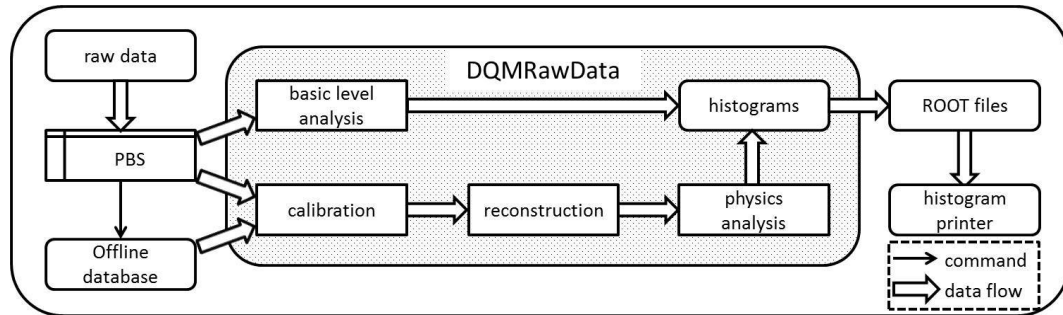 raw data
DQMRawData
basic level
analysis
histograms
ROOT files
PBS
calibration
reconstruction
physics
analysis
histogram
printer
Offline
database
command
data flow